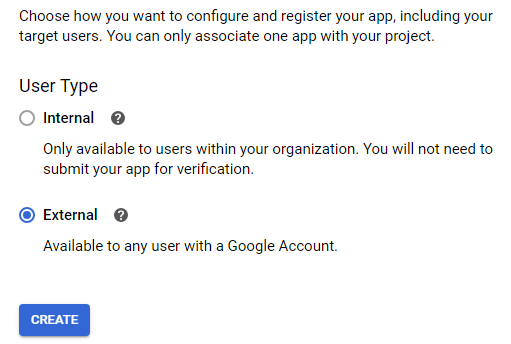 Choose how you want to configure and register your app, including your
target users. You can only associate one app with your project.
User Type
Internal
Only available to users within your organization. You will not need to
submit your app for verification.
External
Available to any user with a Google Account.
CREATE